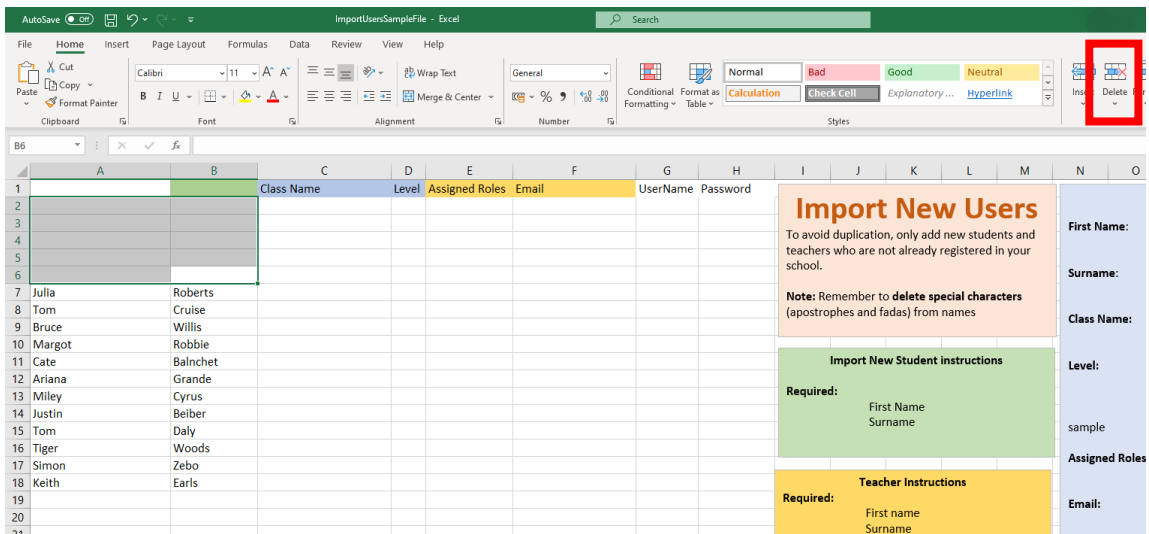 AutoSave Off ImportUsersSampleFile - Excel Search
File Home Insert Page Layout Formulas Data Review View Help
Paste Cut Copy Format Painter
Calibri 11 A A
B I U A
Wrap Text
Merge & Center
General
% 9
Conditional Formatting Format as Table
Normal Bad Good Neutral
Calculation Check Cell Explanatory ... Hyperlink
Delete
Clipboard Font Alignment Number Styles
B6 fx
A B C D E F G H I J K L M N O
1 Class Name Level Assigned Roles Email UserName Password
2
3
4
5
6
7 Julia Roberts
8 Tom Cruise
9 Bruce Willis
10 Margot Robbie
11 Cate Balnchet
12 Ariana Grande
13 Miley Cyrus
14 Justin Beiber
15 Tom Daly
16 Tiger Woods
17 Simon Zebo
18 Keith Earls
19
20
Import New Users
To avoid duplication, only add new students and
teachers who are not already registered in your
school.
Note: Remember to delete special characters
(apostrophes and fadas) from names
Import New Student instructions
Required:
First Name
Surname
Teacher Instructions
Required:
First name
Surname
First Name:
Surname:
Class Name:
Level:
sample
Assigned Roles
Email: